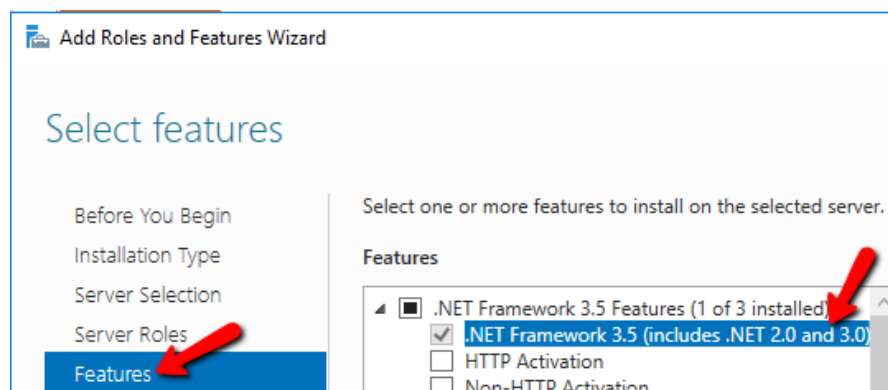 Add Roles and Features Wizard
Select features
Before You Begin
Installation Type
Server Selection
Server Roles
Features
Select one or more features to install on the selected server.
Features
.NET Framework 3.5 Features (1 of 3 installed)
.NET Framework 3.5 (includes .NET 2.0 and 3.0)
HTTP Activation
Non-HTTP Activation